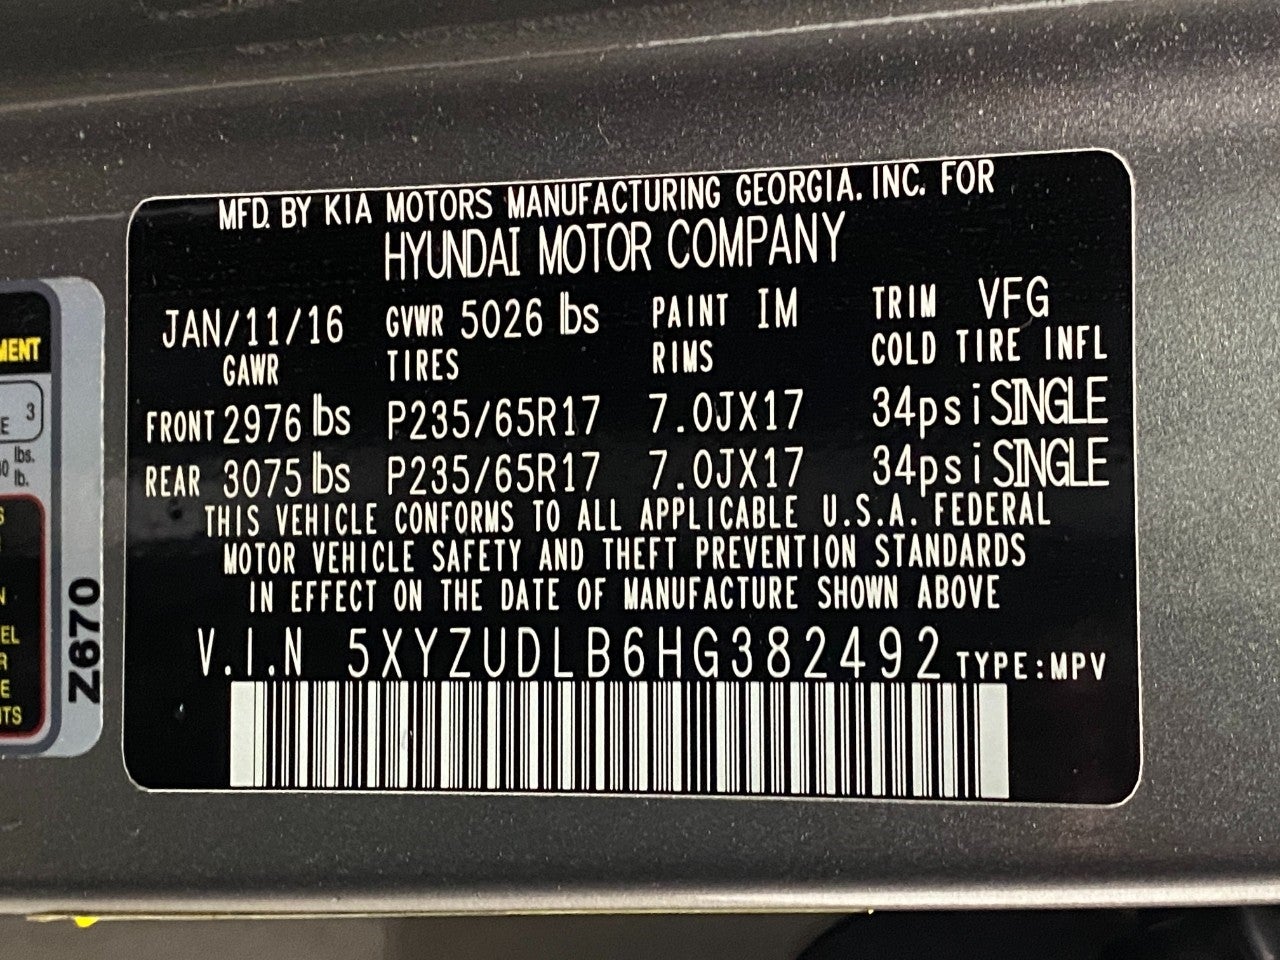 MFD. BY KIA MOTORS MANUFACTURING GEORGIA. INC. FOR
HYUNDAI MOTOR COMPANY
JAN/11/16 GVWR 5026 lbs PAINT IM TRIM VFG
GAWR TIRES RIMS COLD TIRE INFL
FRONT 2976 lbs P235/65R17 7.0JX17 34psi SINGLE
REAR 3075 lbs P235/65R17 7.0JX17 34psi SINGLE
THIS VEHICLE CONFORMS TO ALL APPLICABLE U.S.A. FEDERAL
MOTOR VEHICLE SAFETY AND THEFT PREVENTION STANDARDS
IN EFFECT ON THE DATE OF MANUFACTURE SHOWN ABOVE
V.I.N 5XYZUDLB6HG382492 TYPE:MPV
Z670
3
lbs.
lb.